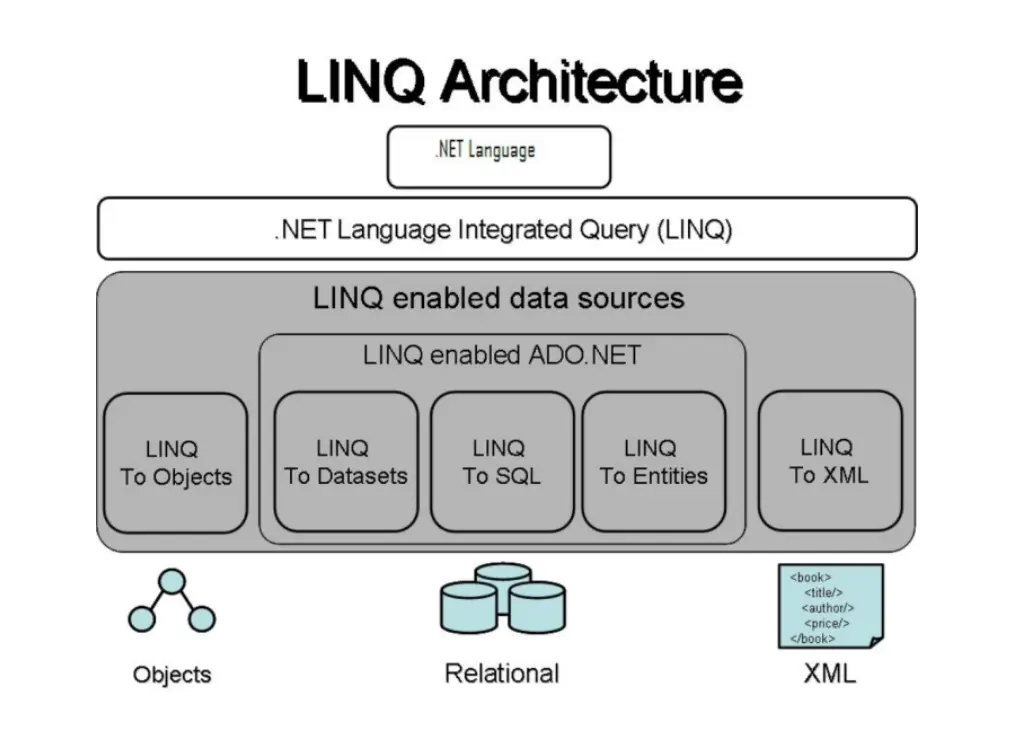 LINQ Architecture
.NET Language
.NET Language Integrated Query (LINQ)
LINQ enabled data sources
LINQ enabled ADO.NET
LINQ
To Objects
LINQ
To Datasets
LINQ
To SQL
LINQ
To Entities
LINQ
To XML
Objects
Relational
<book>
<title/>
<author/>
<price/>
</book>
XML